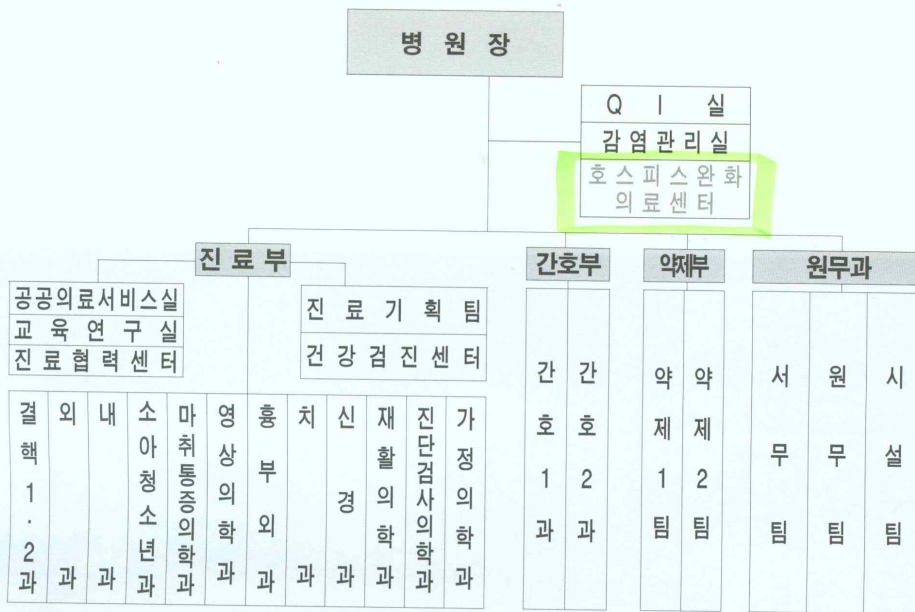 병원장
QI실
감염관리실
호스피스완화
의료센터
진료부
간호부
약제부
원무과
공공의료서비스실
교육연구실
진료협력센터
진료기획팀
건강검진센터
결핵1·2과
외과
내과
소아청소년과
마취통증의학과
영상의학과
흉부외과
치과
신경과
재활의학과
진단검사의학과
가정의학과
간호1과
간호2과
약제1팀
약제2팀
서무팀
원무팀
시설팀